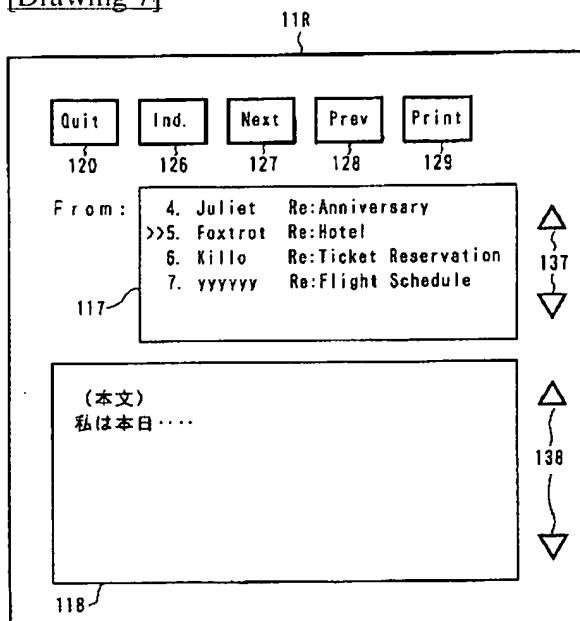 [Drawing 7]
11R
Quit Ind. Next Prev Print
120 126 127 128 129
From: 4. Juliet Re:Anniversary
>>5. Foxtrot Re:Hotel
6. Killo Re:Ticket Reservation
7. yyyyyy Re:Flight Schedule
137
117
(本文)
私は本日····
138
118